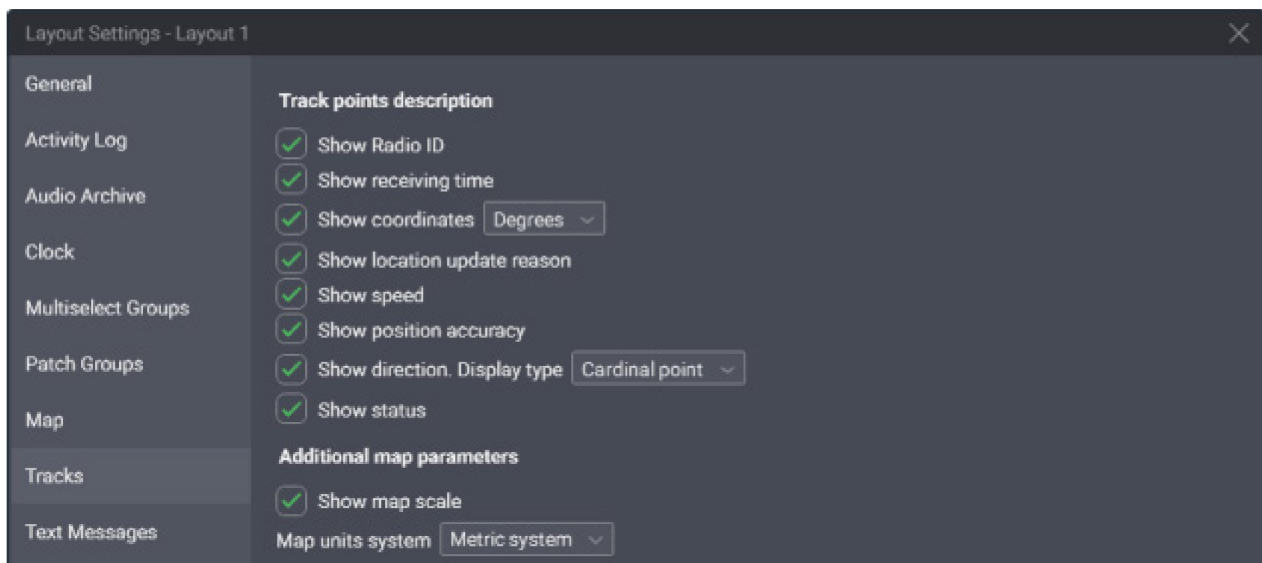 Layout Settings - Layout 1
General
Activity Log
Audio Archive
Clock
Multiselect Groups
Patch Groups
Map
Tracks
Text Messages
Track points description
Show Radio ID
Show receiving time
Show coordinates Degrees
Show location update reason
Show speed
Show position accuracy
Show direction. Display type Cardinal point
Show status
Additional map parameters
Show map scale
Map units system Metric system